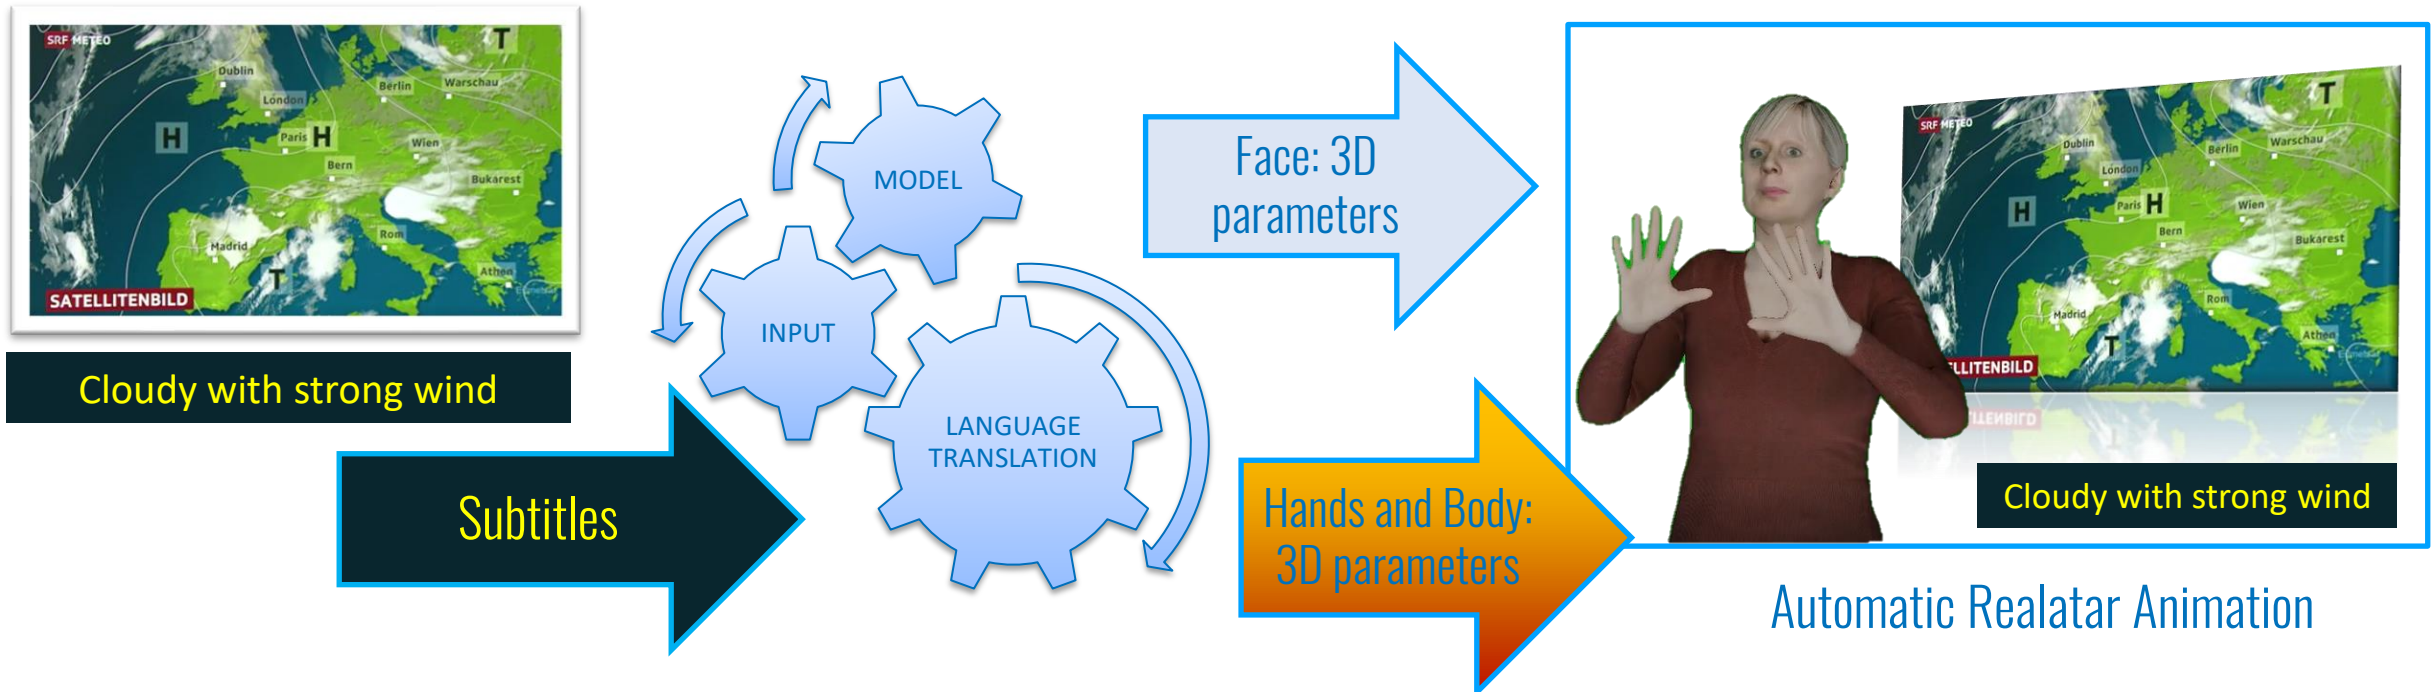 SRF METEO
T
Dublin
London
Berlin
Warschau
H
Paris H
Wien
Bern
Bukarest
Rom
Madrid
T
Athen
SATELLITENBILD
Cloudy with strong wind
Subtitles
MODEL
INPUT
LANGUAGE
TRANSLATION
Face: 3D
parameters
Hands and Body:
3D parameters
SRF METEO
T
Dublin
London
Berlin
Warschau
H
Paris H
Wien
Bern
Bukarest
Rom
Madrid
T
Athen
LLITENBILD
Cloudy with strong wind
Automatic Realatar Animation